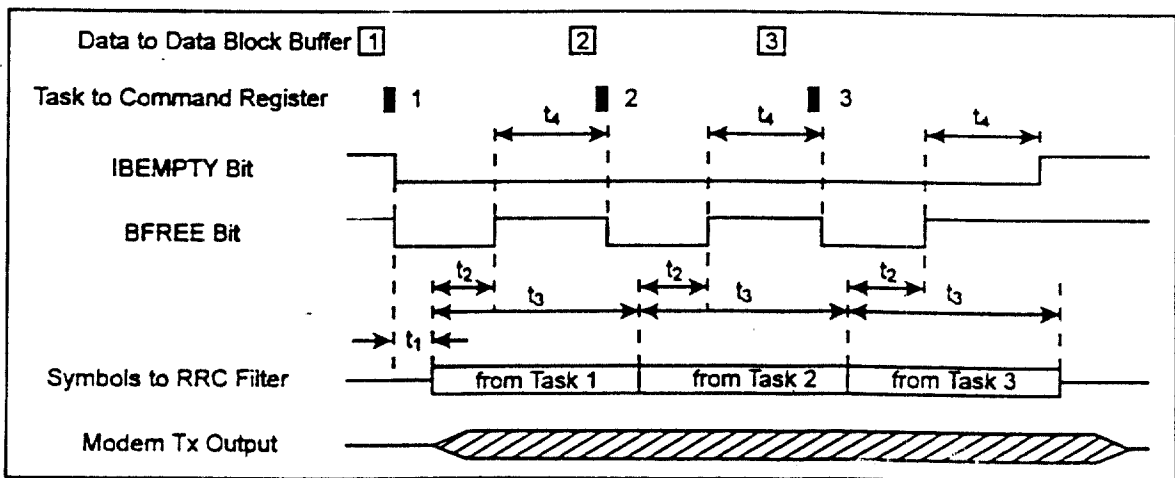 Data to Data Block Buffer 1 2 3
Task to Command Register 1 2 3
t4 t4 t4
IBEMPTY Bit
BFREE Bit
t2 t2 t2
t3 t3 t3
t1
Symbols to RRC Filter from Task 1 from Task 2 from Task 3
Modem Tx Output